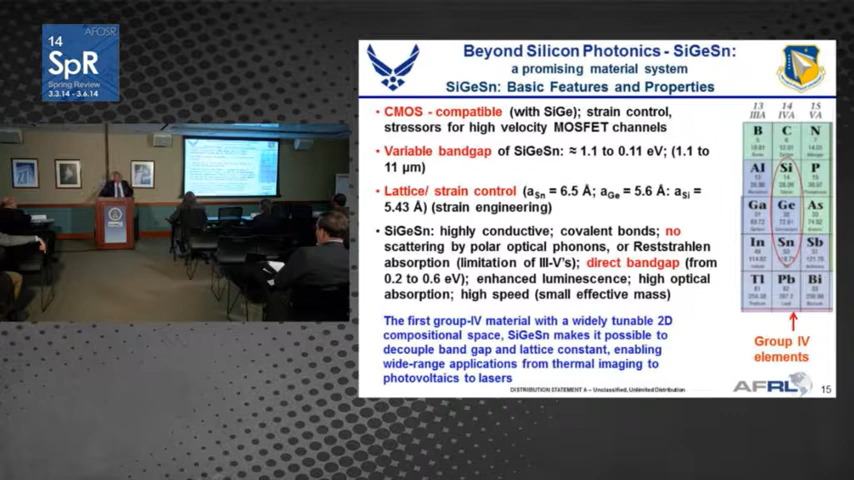 AFOSR
14
SpR
Spring Review
3.3.14 - 3.6.14
Beyond Silicon Photonics - SiGeSn:
a promising material system
SiGeSn: Basic Features and Properties
• CMOS - compatible (with SiGe); strain control,
stressors for high velocity MOSFET channels
• Variable bandgap of SiGeSn: ≈ 1.1 to 0.11 eV; (1.1 to
11 μm)
• Lattice/ strain control (aSn = 6.5 Å; aGe = 5.6 Å: aSi =
5.43 Å) (strain engineering)
• SiGeSn: highly conductive; covalent bonds; no
scattering by polar optical phonons, or Reststrahlen
absorption (limitation of III-V's); direct bandgap (from
0.2 to 0.6 eV); enhanced luminescence; high optical
absorption; high speed (small effective mass)
The first group-IV material with a widely tunable 2D
compositional space, SiGeSn makes it possible to
decouple band gap and lattice constant, enabling
wide-range applications from thermal imaging to
photovoltaics to lasers
13 14 15
IIIA IVA VA
B C N
Al Si P
Ga Ge As
In Sn Sb
Tl Pb Bi
Group IV
elements
DISTRIBUTION STATEMENT A – Unclassified, Unlimited Distribution
AFRL
15